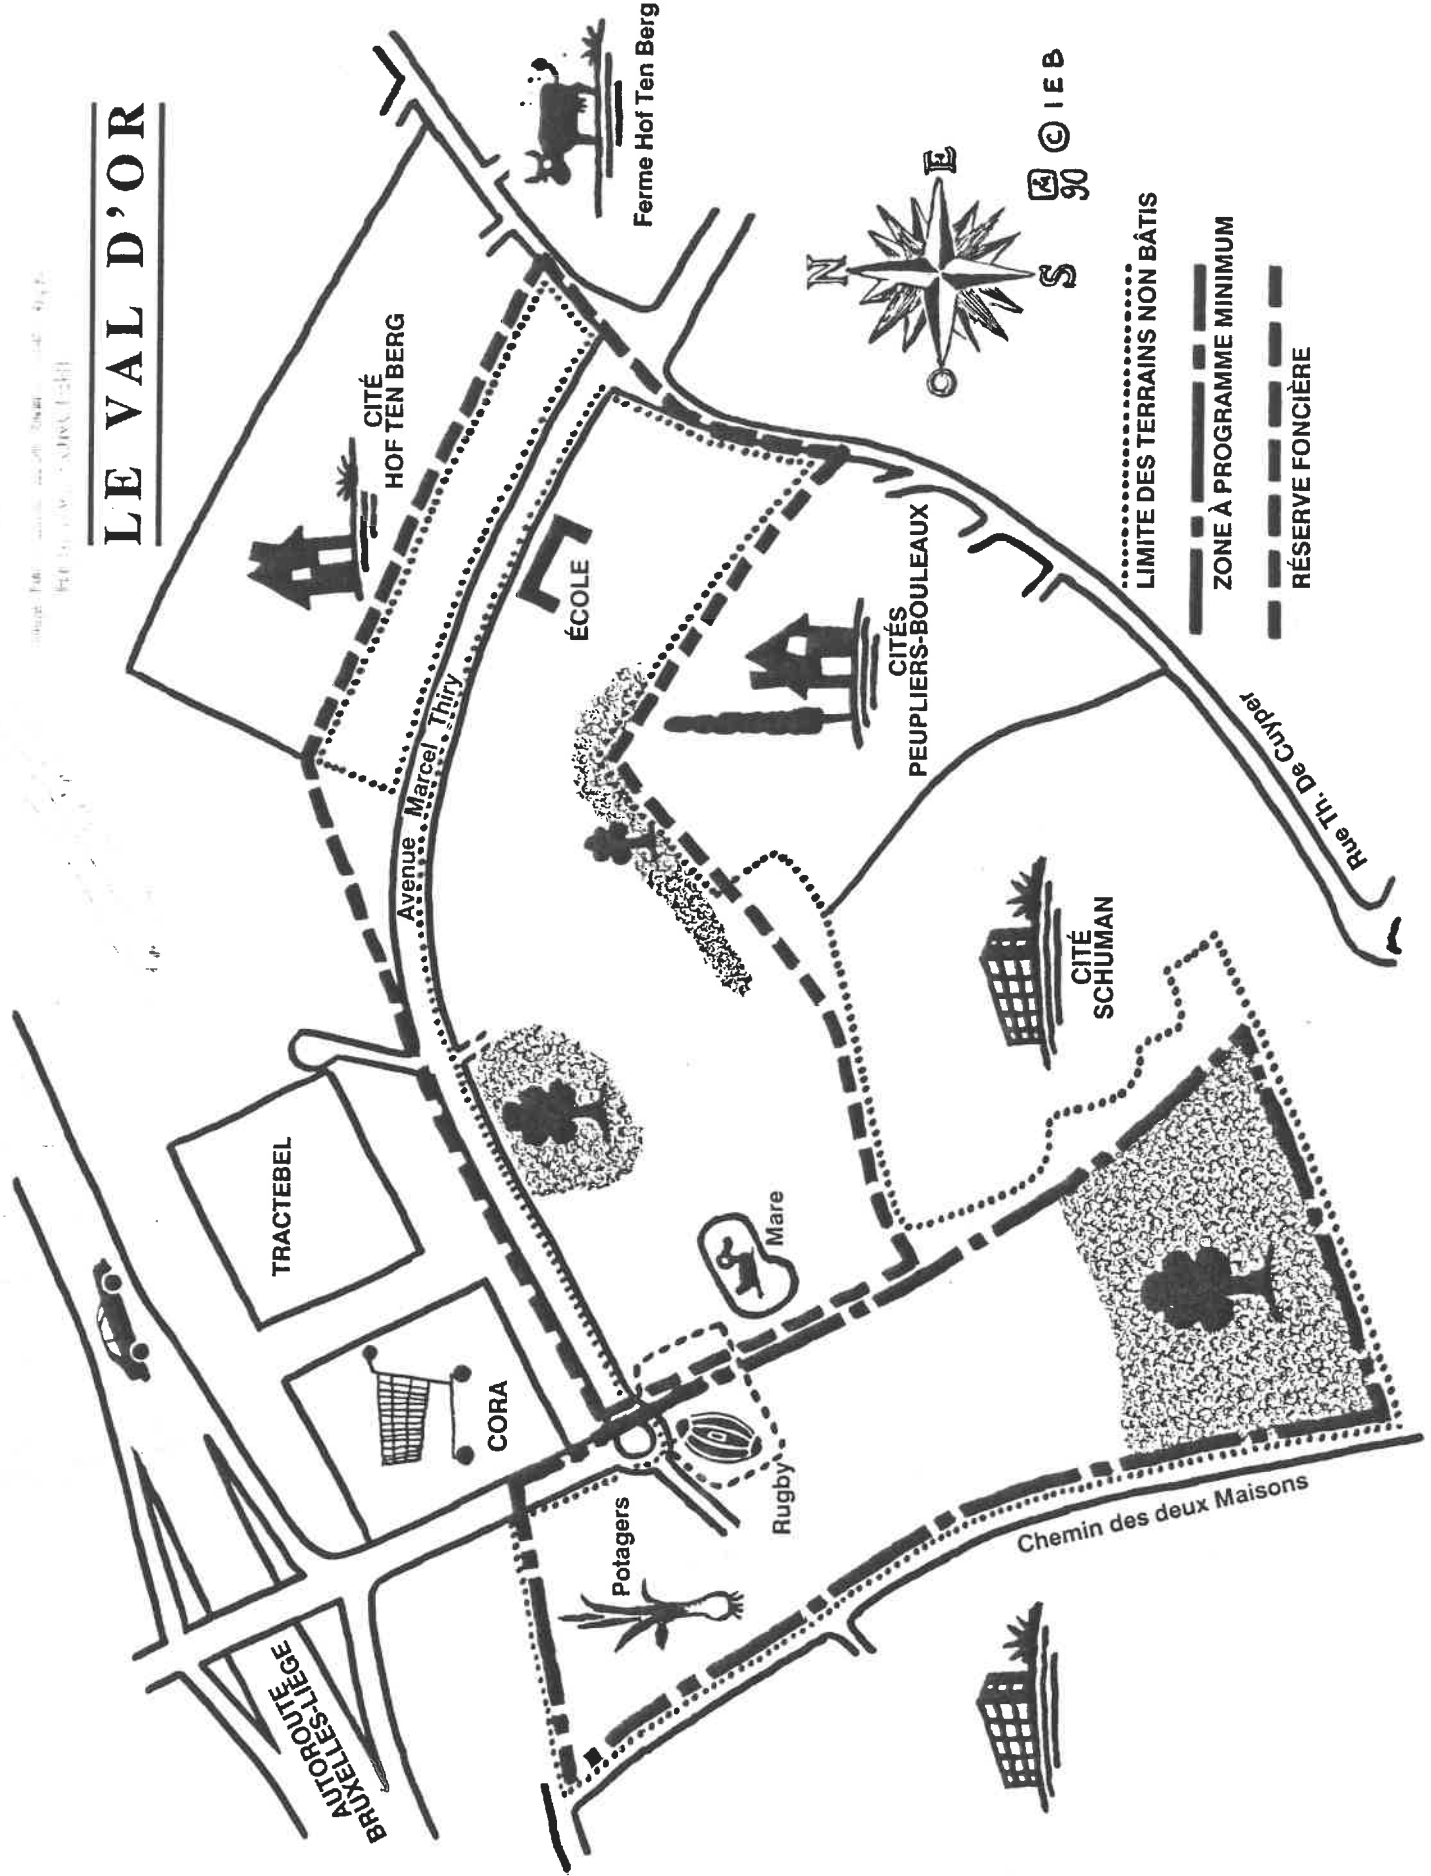 LE VAL D'OR
Ferme Hof Ten Berg
CITÉ
HOF TEN BERG
Avenue Marcel Thiry
ÉCOLE
TRACTEBEL
CORA
AUTOROUTE
BRUXELLES-LIÈGE
Potagers
Rugby
Mare
CITÉS
PEUPLIERS-BOULEAUX
CITÉ
SCHUMAN
Rue Th. De Cuyper
Chemin des deux Maisons
N
E
S
O
90 © IEB
LIMITE DES TERRAINS NON BÂTIS
ZONE À PROGRAMME MINIMUM
RÉSERVE FONCIÈRE